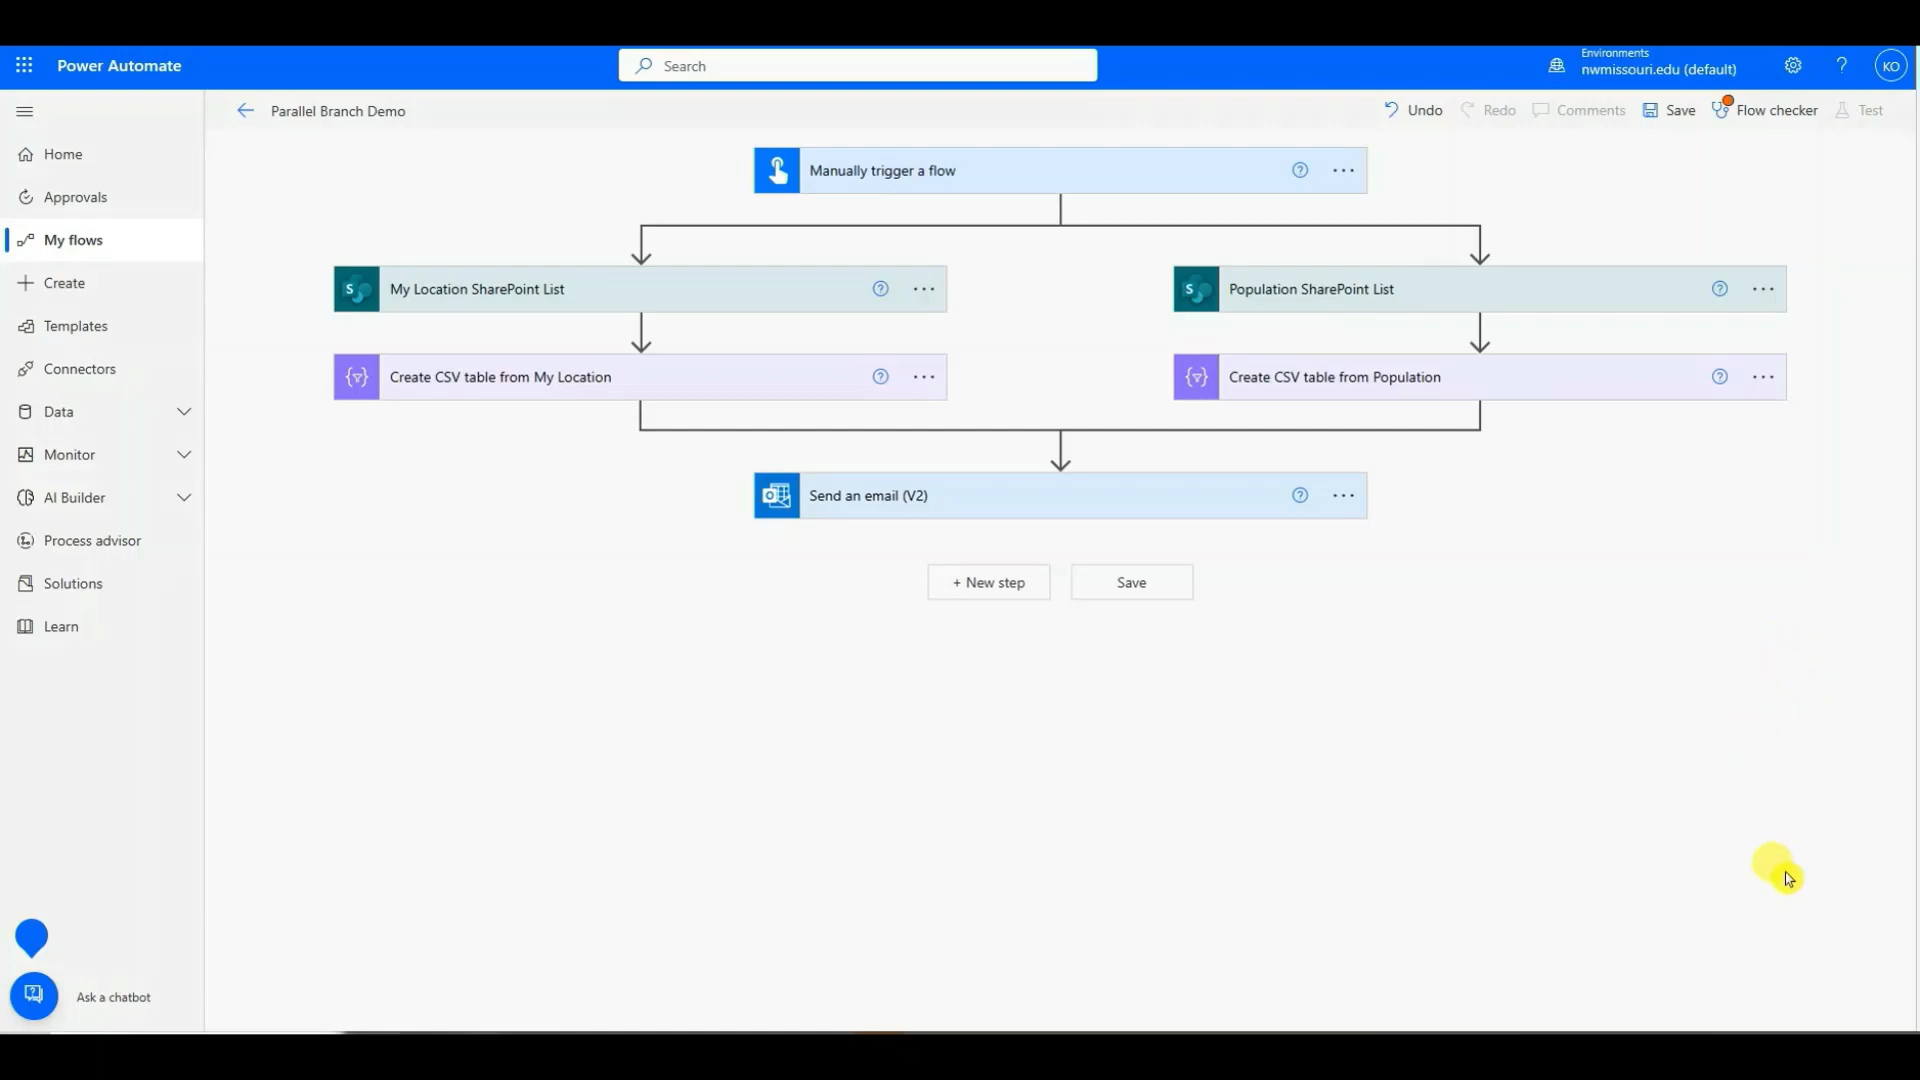 Power Automate
Search
Environments
nwmissouri.edu (default)
KO
Parallel Branch Demo
Undo
Redo
Comments
Save
Flow checker
Test
Home
Approvals
My flows
Create
Templates
Connectors
Data
Monitor
AI Builder
Process advisor
Solutions
Learn
Ask a chatbot
Manually trigger a flow
My Location SharePoint List
Population SharePoint List
Create CSV table from My Location
Create CSV table from Population
Send an email (V2)
+ New step
Save